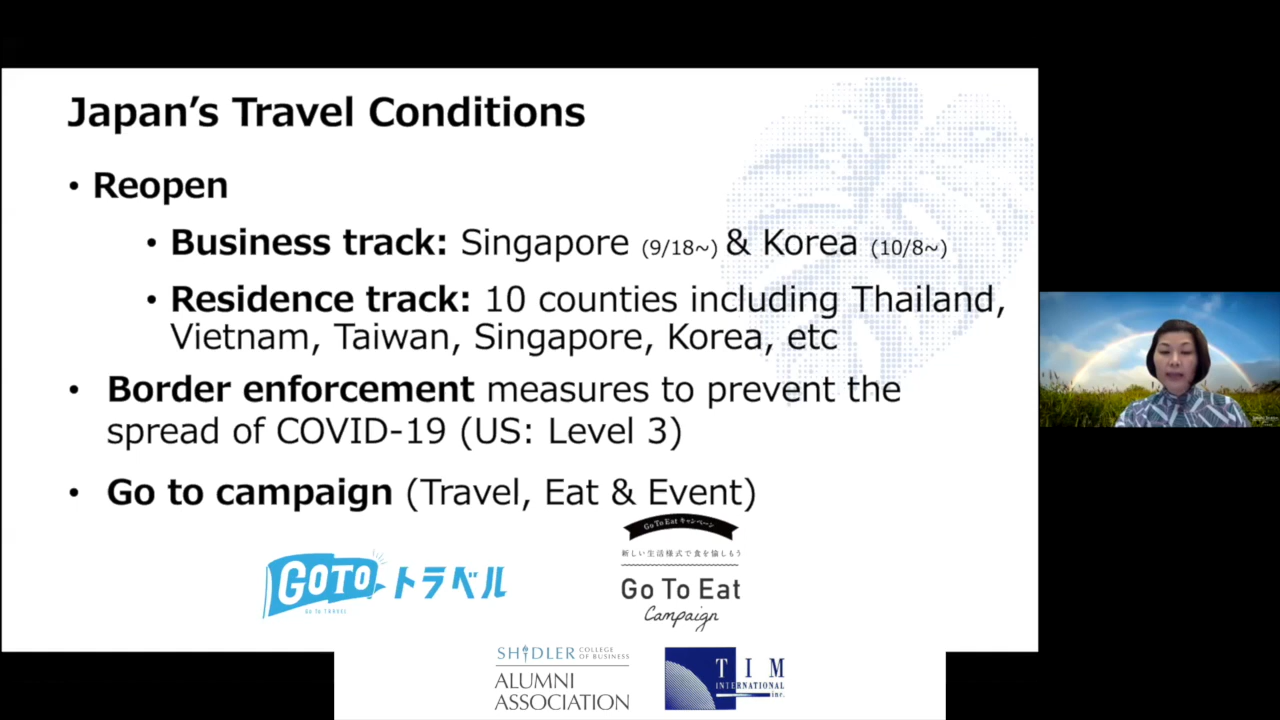 Japan's Travel Conditions
• Reopen
• Business track: Singapore (9/18~) & Korea (10/8~)
• Residence track: 10 counties including Thailand,
Vietnam, Taiwan, Singapore, Korea, etc
• Border enforcement measures to prevent the
spread of COVID-19 (US: Level 3)
• Go to campaign (Travel, Eat & Event)
GOTO トラベル
GO TO TRAVEL
Go To Eat キャンペーン
新しい生活様式で食を愉しもう
Go To Eat
Campaign
SHIDLER COLLEGE
OF BUSINESS
ALUMNI
ASSOCIATION
TIM
INTERNATIONAL
inc.